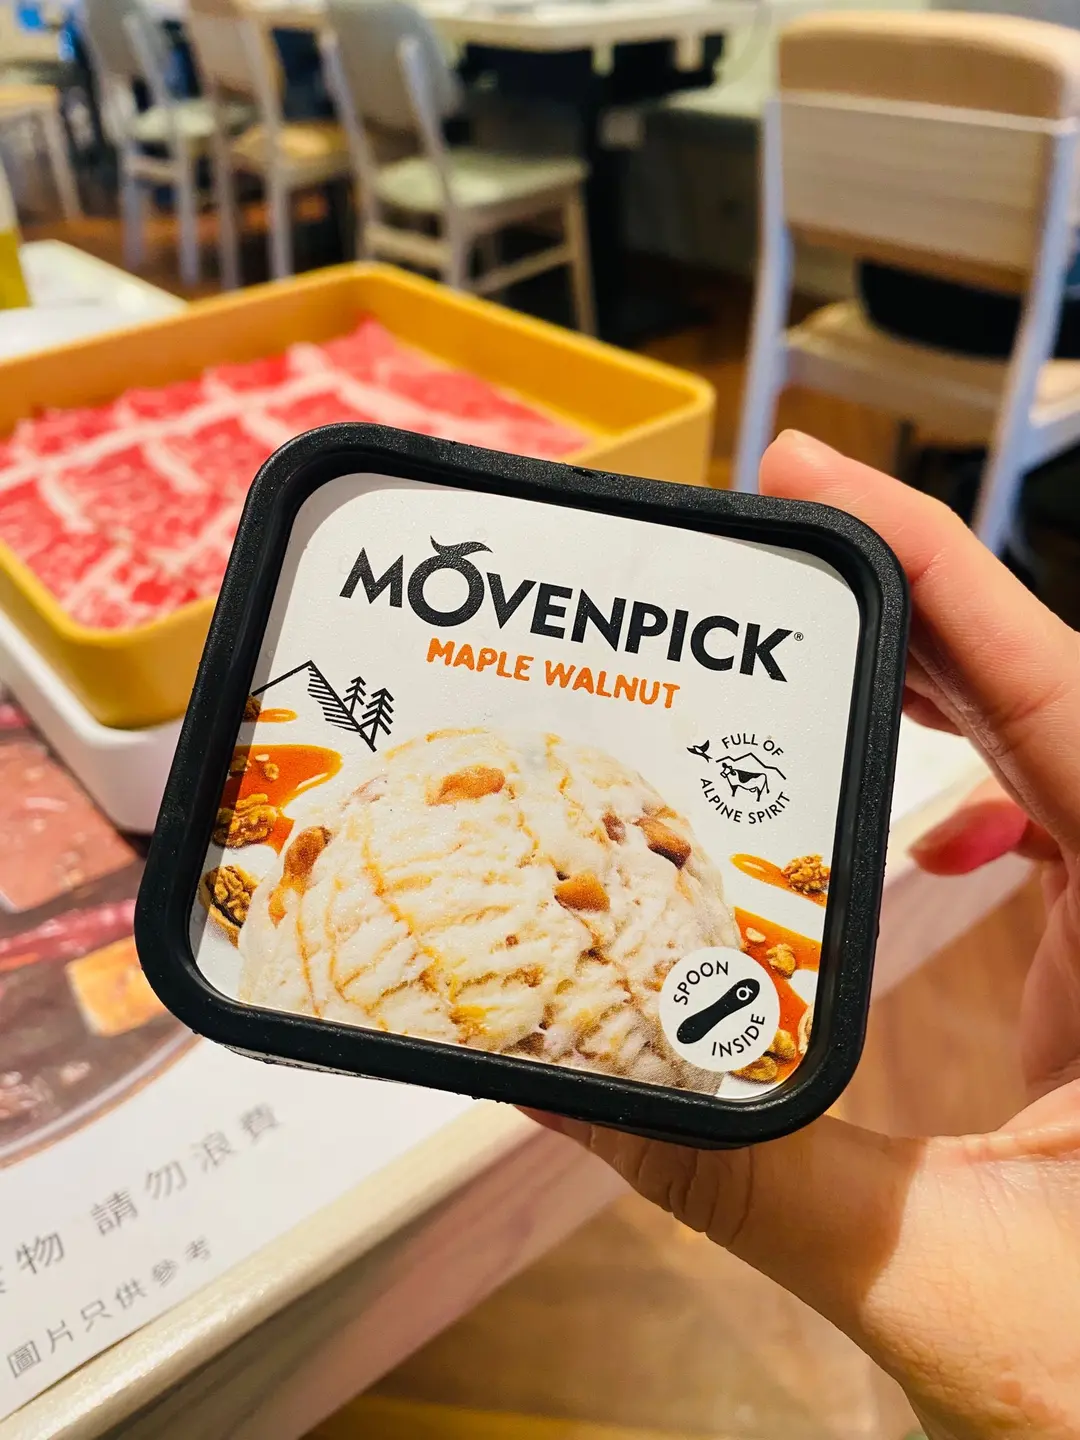 MÖVENPICK®
MAPLE WALNUT
FULL OF
ALPINE SPIRIT
SPOON
INSIDE
物 請勿浪費
圖片只供參考